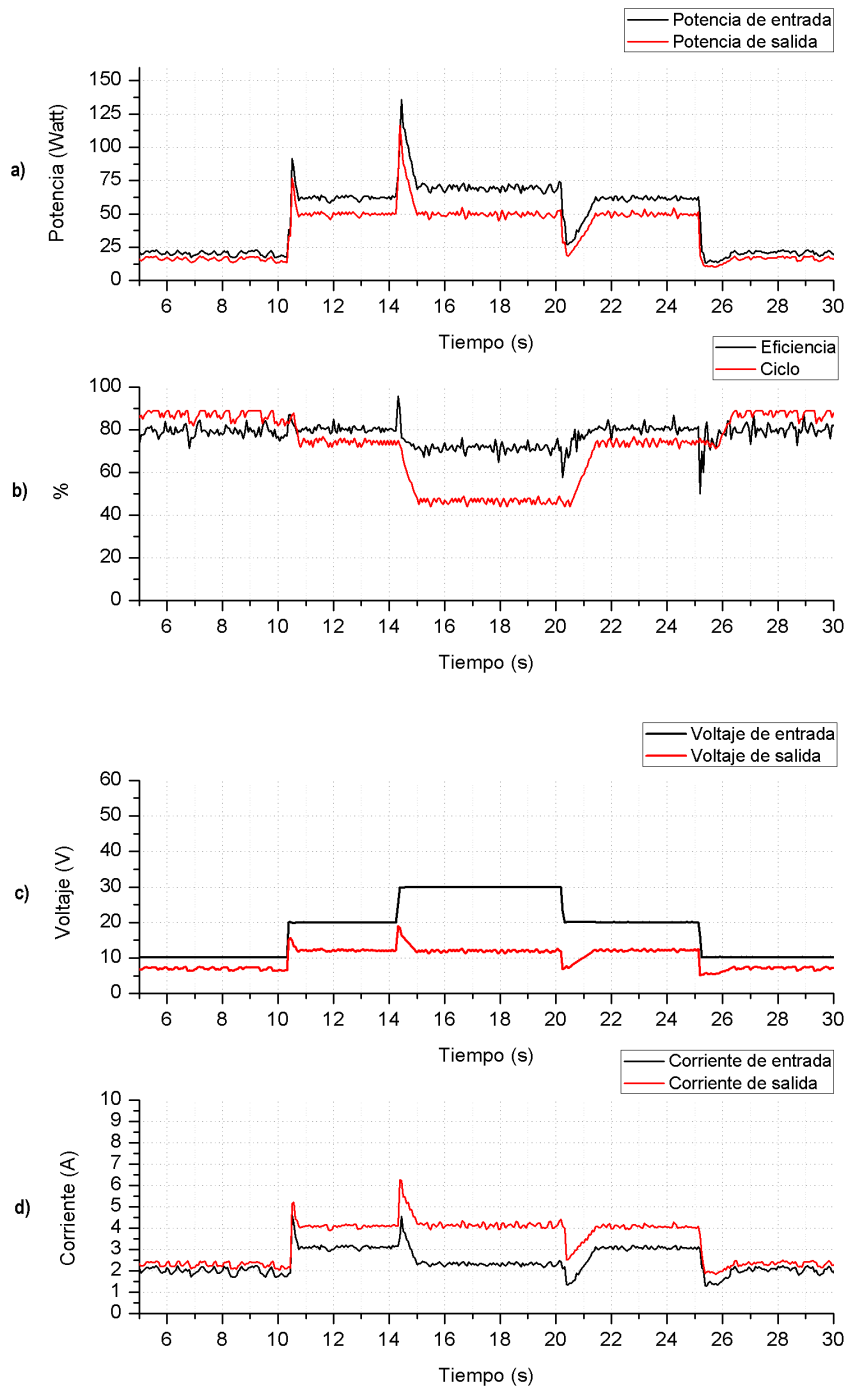 Potencia de entrada
Potencia de salida
a)
Potencia (Watt)
150
125
100
75
50
25
0
6 8 10 12 14 16 18 20 22 24 26 28 30
Tiempo (s)
Eficiencia
Ciclo
b)
%
100
80
60
40
20
0
6 8 10 12 14 16 18 20 22 24 26 28 30
Tiempo (s)
Voltaje de entrada
Voltaje de salida
c)
Voltaje (V)
60
50
40
30
20
10
0
6 8 10 12 14 16 18 20 22 24 26 28 30
Tiempo (s)
Corriente de entrada
Corriente de salida
d)
Corriente (A)
10
9
8
7
6
5
4
3
2
1
0
6 8 10 12 14 16 18 20 22 24 26 28 30
Tiempo (s)